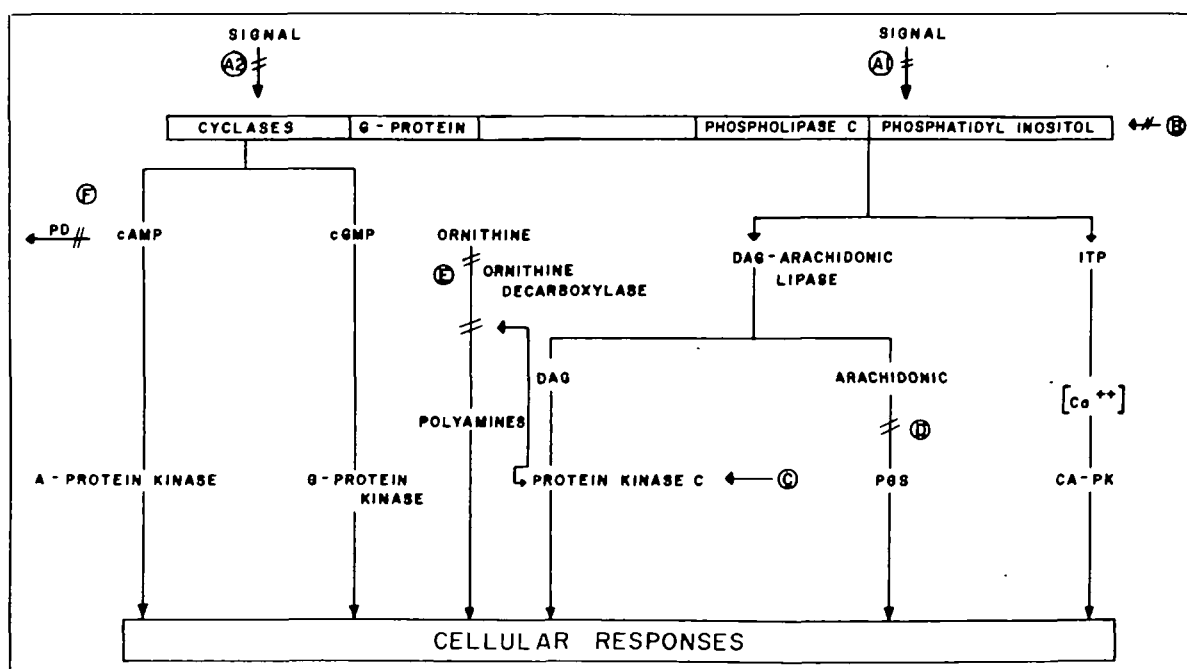 SIGNAL
SIGNAL
A2
A1
CYCLASES
G-PROTEIN
PHOSPHOLIPASE C
PHOSPHATIDYL INOSITOL
B
F
PD
cAMP
cGMP
ORNITHINE
E
ORNITHINE
DECARBOXYLASE
DAG-ARACHIDONIC
LIPASE
ITP
DAG
ARACHIDONIC
[Ca ++]
POLYAMINES
D
A-PROTEIN KINASE
G-PROTEIN
KINASE
PROTEIN KINASE C
C
PGS
CA-PK
CELLULAR RESPONSES